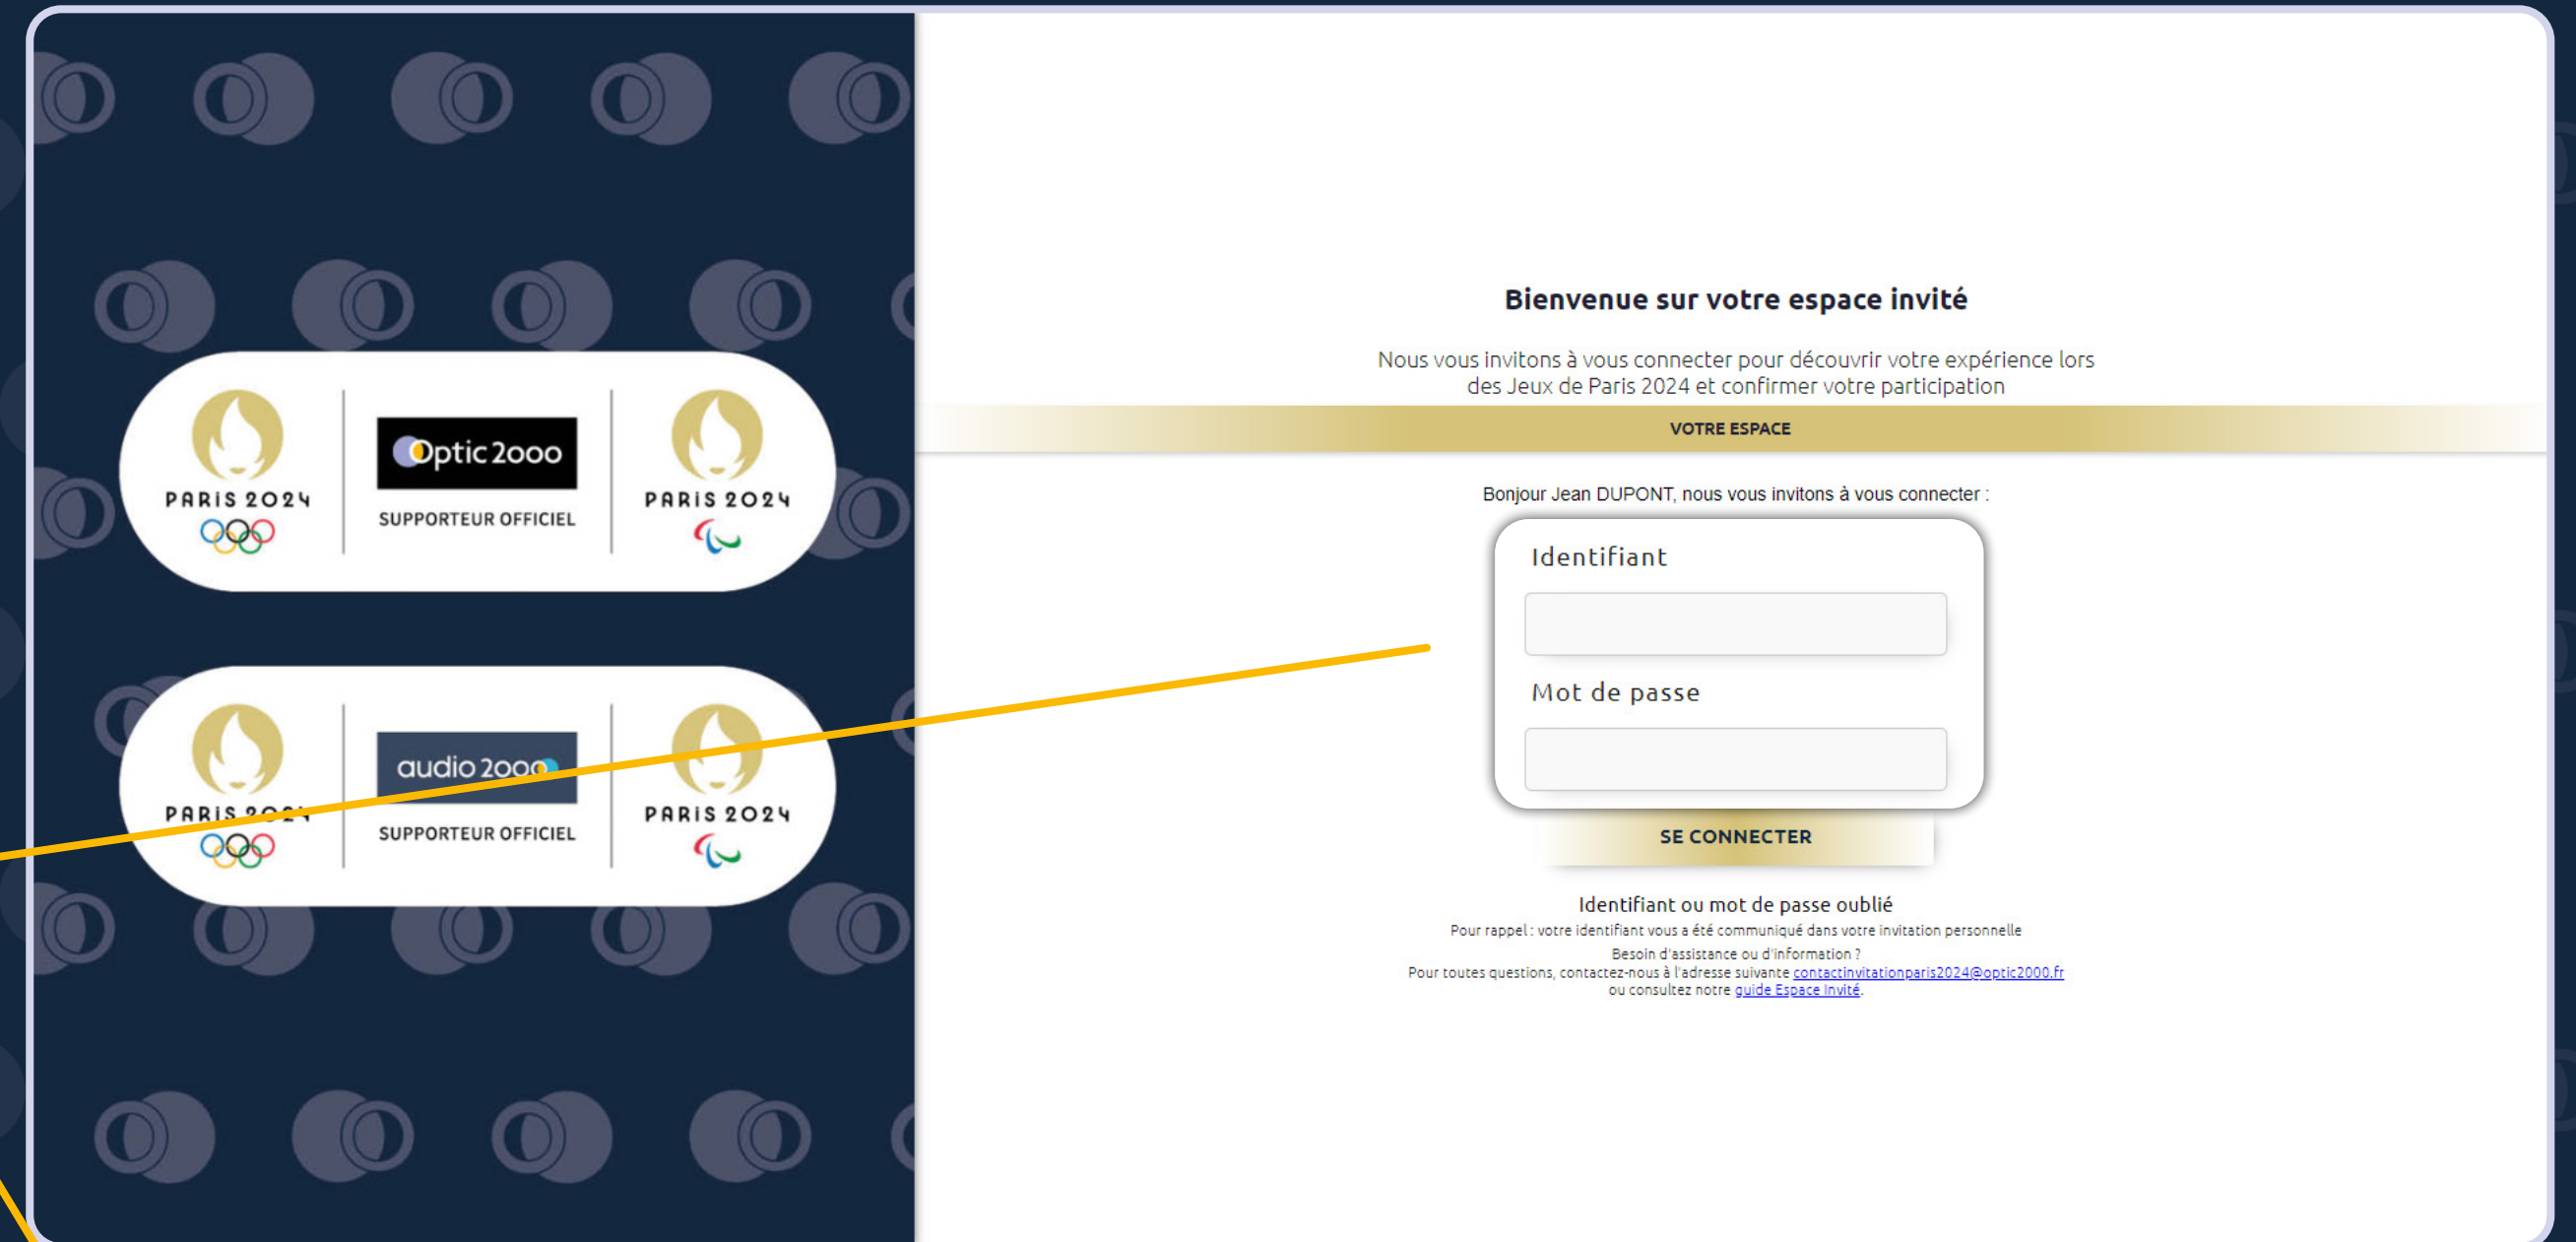 PARIS 2024
Optic 2000
SUPPORTEUR OFFICIEL
PARIS 2024
PARIS 2024
audio 2000
SUPPORTEUR OFFICIEL
PARIS 2024
Bienvenue sur votre espace invité
Nous vous invitons à vous connecter pour découvrir votre expérience lors
des Jeux de Paris 2024 et confirmer votre participation
VOTRE ESPACE
Bonjour Jean DUPONT, nous vous invitons à vous connecter :
Identifiant
Mot de passe
SE CONNECTER
Identifiant ou mot de passe oublié
Pour rappel : votre identifiant vous a été communiqué dans votre invitation personnelle
Besoin d'assistance ou d'information ?
Pour toutes questions, contactez-nous à l'adresse suivante contactinvitationparis2024@optic2000.fr
ou consultez notre guide Espace Invité.